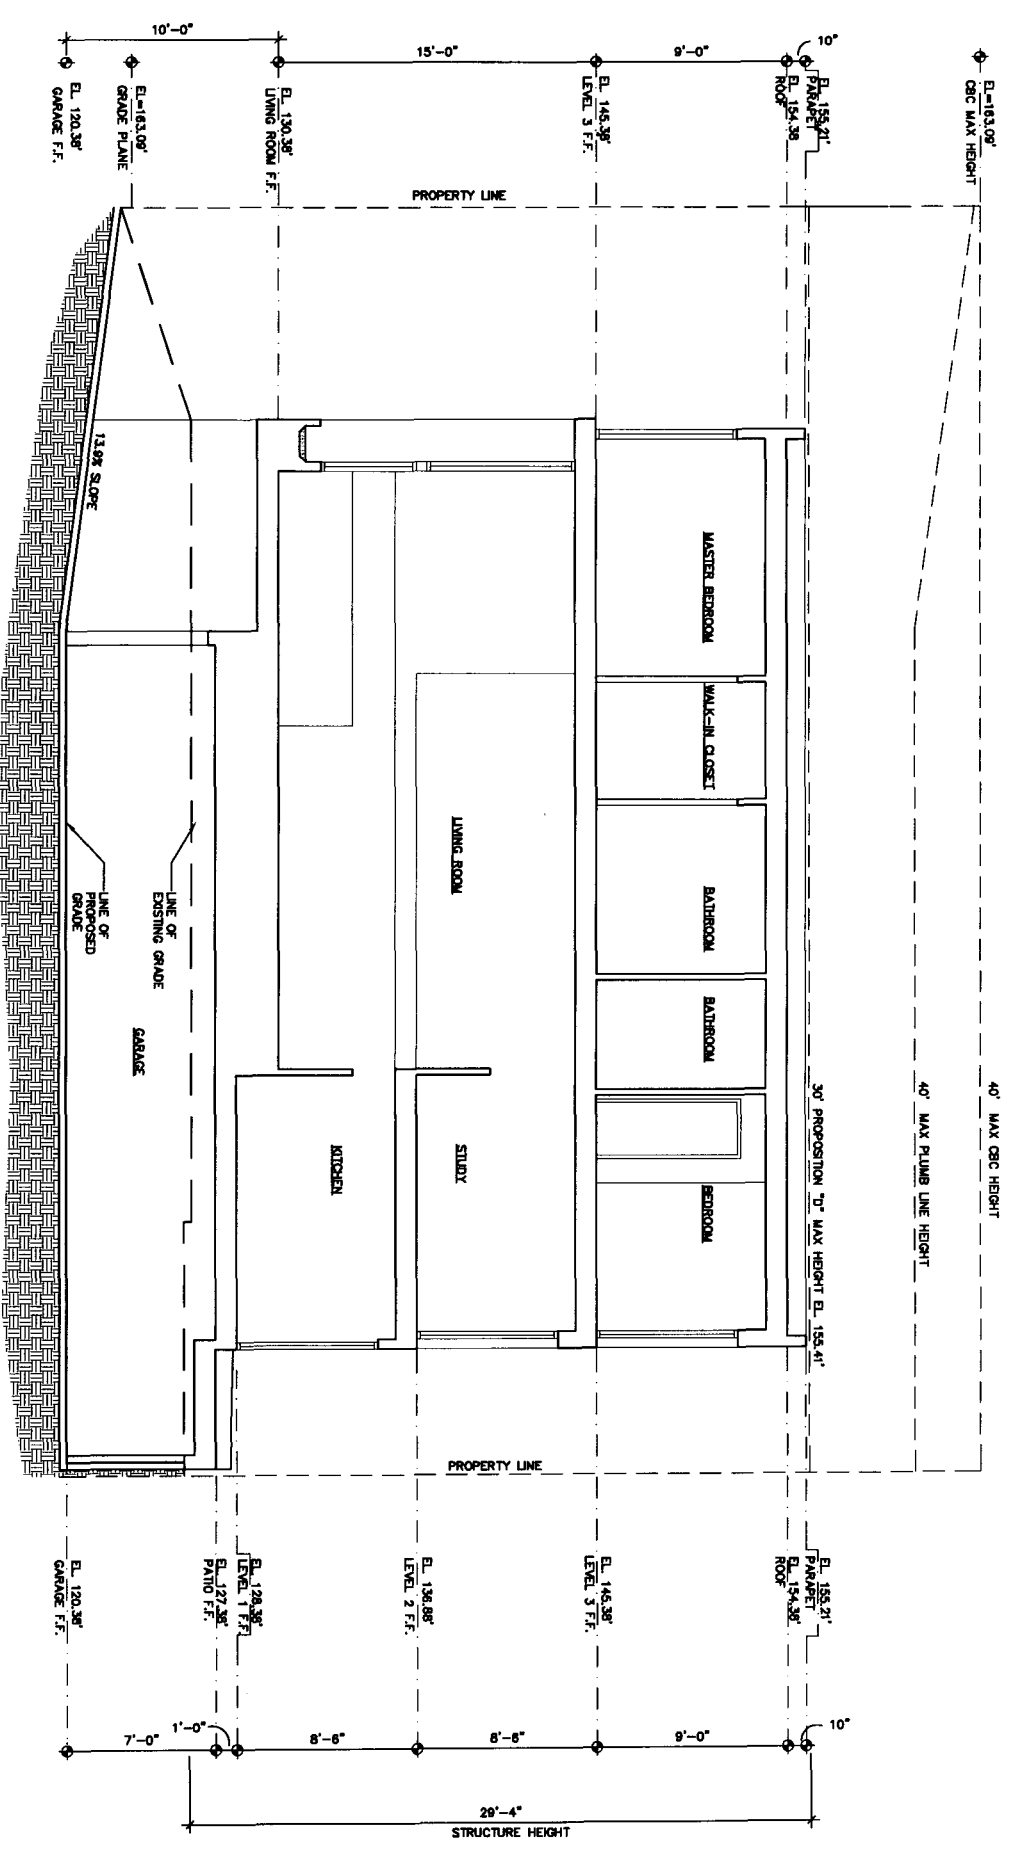 10'-0"
15'-0"
9'-0"
10"
EL. 120.38'
GARAGE F.F.
EL=163.09'
GRADE PLANE
EL. 130.38'
LIVING ROOM F.F.
EL. 145.38'
LEVEL 3 F.F.
EL. 154.38
ROOF
EL. 155.21'
PARAPET
EL=163.09'
CBC MAX HEIGHT
PROPERTY LINE
13.9% SLOPE
MASTER BEDROOM
WALK-IN CLOSET
LIVING ROOM
BATHROOM
LINE OF
PROPOSED
GRADE
LINE OF
EXISTING GRADE
GARAGE
BATHROOM
KITCHEN
STUDY
BEDROOM
30' PROPOSITION "D" MAX HEIGHT EL. 155.41'
40' MAX PLUMB LINE HEIGHT
40' MAX CBC HEIGHT
PROPERTY LINE
EL. 120.38'
GARAGE F.F.
EL. 127.38'
PATIO F.F.
EL. 128.38'
LEVEL 1 F.F.
EL. 136.88'
LEVEL 2 F.F.
EL. 145.38'
LEVEL 3 F.F.
EL. 154.38'
ROOF
EL. 155.21'
PARAPET
7'-0"
1'-0"
8'-6"
8'-6"
9'-0"
10"
29'-4"
STRUCTURE HEIGHT